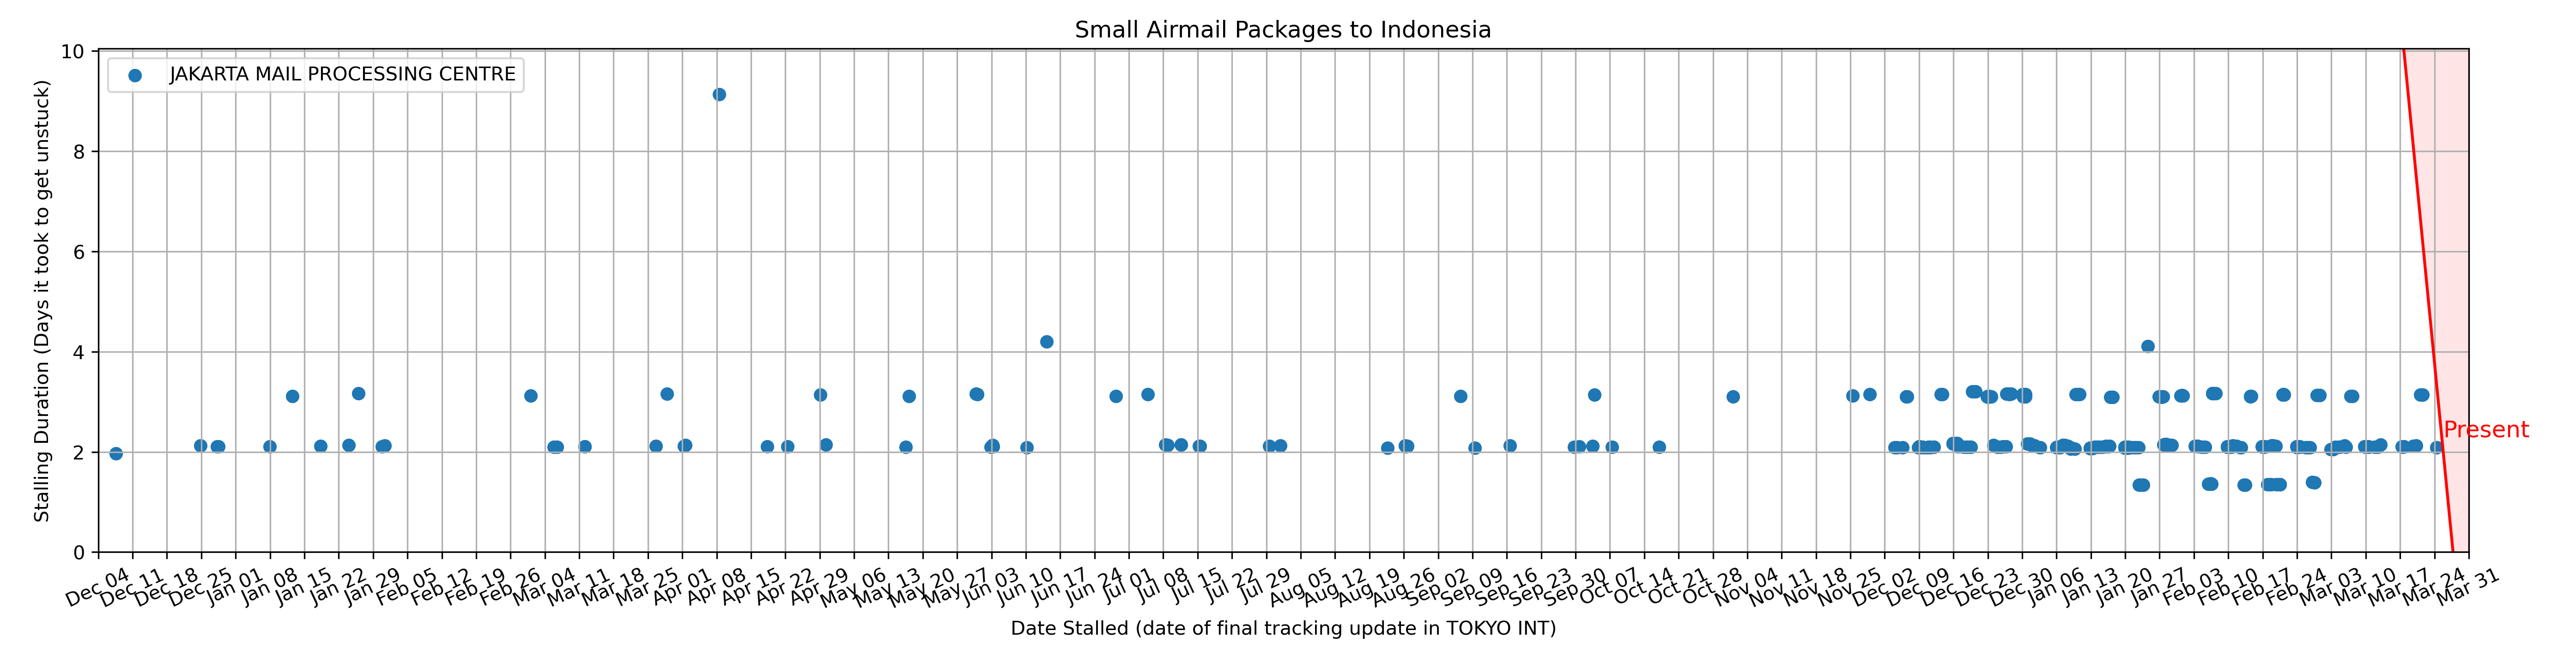 Small Airmail Packages to Indonesia
JAKARTA MAIL PROCESSING CENTRE
Stalling Duration (Days it took to get unstuck)
10
8
6
4
2
0
Present
Dec 04
Dec 11
Dec 18
Dec 25
Jan 01
Jan 08
Jan 15
Jan 22
Jan 29
Feb 05
Feb 12
Feb 19
Feb 26
Mar 04
Mar 11
Mar 18
Mar 25
Apr 01
Apr 08
Apr 15
Apr 22
Apr 29
May 06
May 13
May 20
May 27
Jun 03
Jun 10
Jun 17
Jun 24
Jul 01
Jul 08
Jul 15
Jul 22
Jul 29
Aug 05
Aug 12
Aug 19
Aug 26
Sep 02
Sep 09
Sep 16
Sep 23
Sep 30
Oct 07
Oct 14
Oct 21
Oct 28
Nov 04
Nov 11
Nov 18
Nov 25
Dec 02
Dec 09
Dec 16
Dec 23
Dec 30
Jan 06
Jan 13
Jan 20
Jan 27
Feb 03
Feb 10
Feb 17
Feb 24
Mar 03
Mar 10
Mar 17
Mar 24
Mar 31
Date Stalled (date of final tracking update in TOKYO INT)